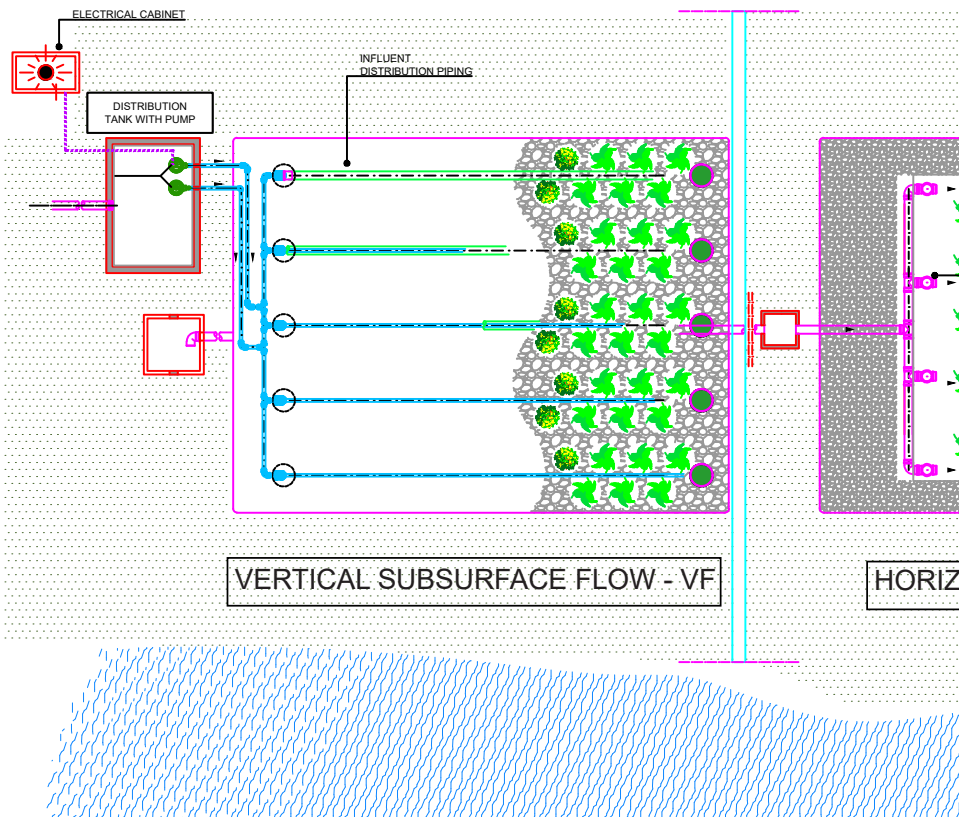 ELECTRICAL CABINET
INFLUENT
DISTRIBUTION PIPING
DISTRIBUTION
TANK WITH PUMP
VERTICAL SUBSURFACE FLOW - VF
HORIZ